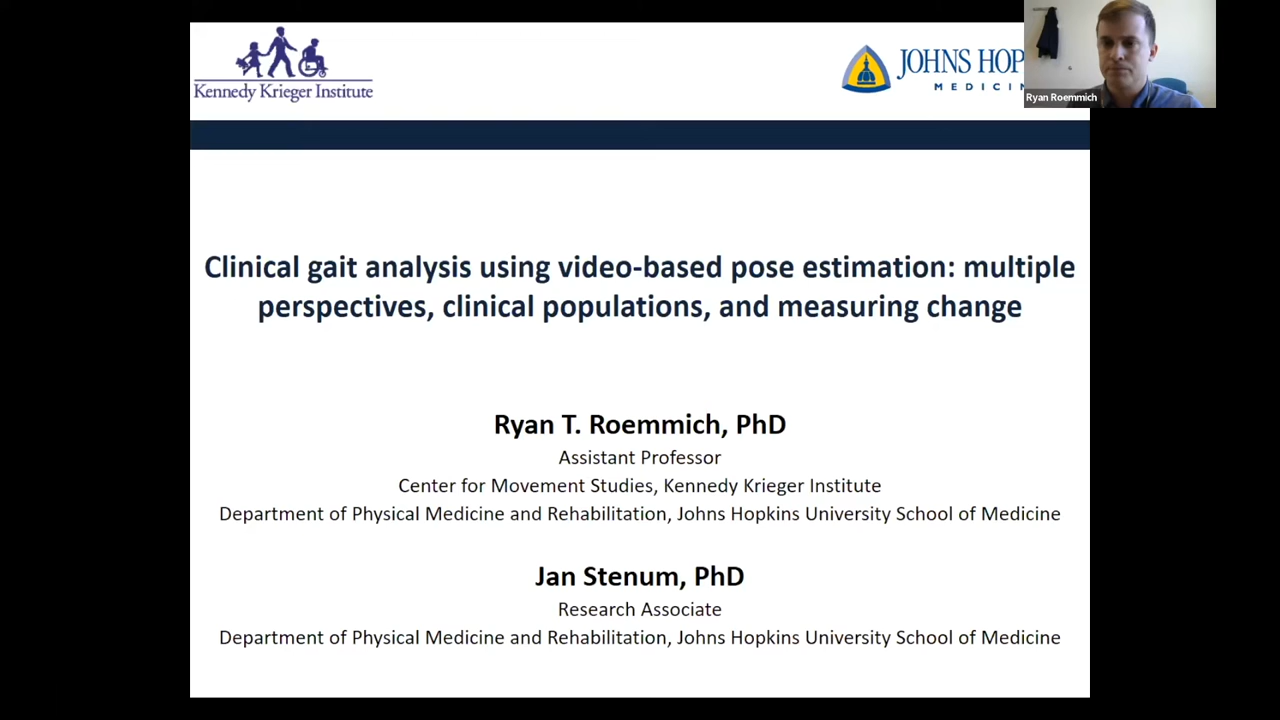 Kennedy Krieger Institute
JOHNS HOP
MEDICIN
Ryan Roemmich
Clinical gait analysis using video-based pose estimation: multiple
perspectives, clinical populations, and measuring change
Ryan T. Roemmich, PhD
Assistant Professor
Center for Movement Studies, Kennedy Krieger Institute
Department of Physical Medicine and Rehabilitation, Johns Hopkins University School of Medicine
Jan Stenum, PhD
Research Associate
Department of Physical Medicine and Rehabilitation, Johns Hopkins University School of Medicine